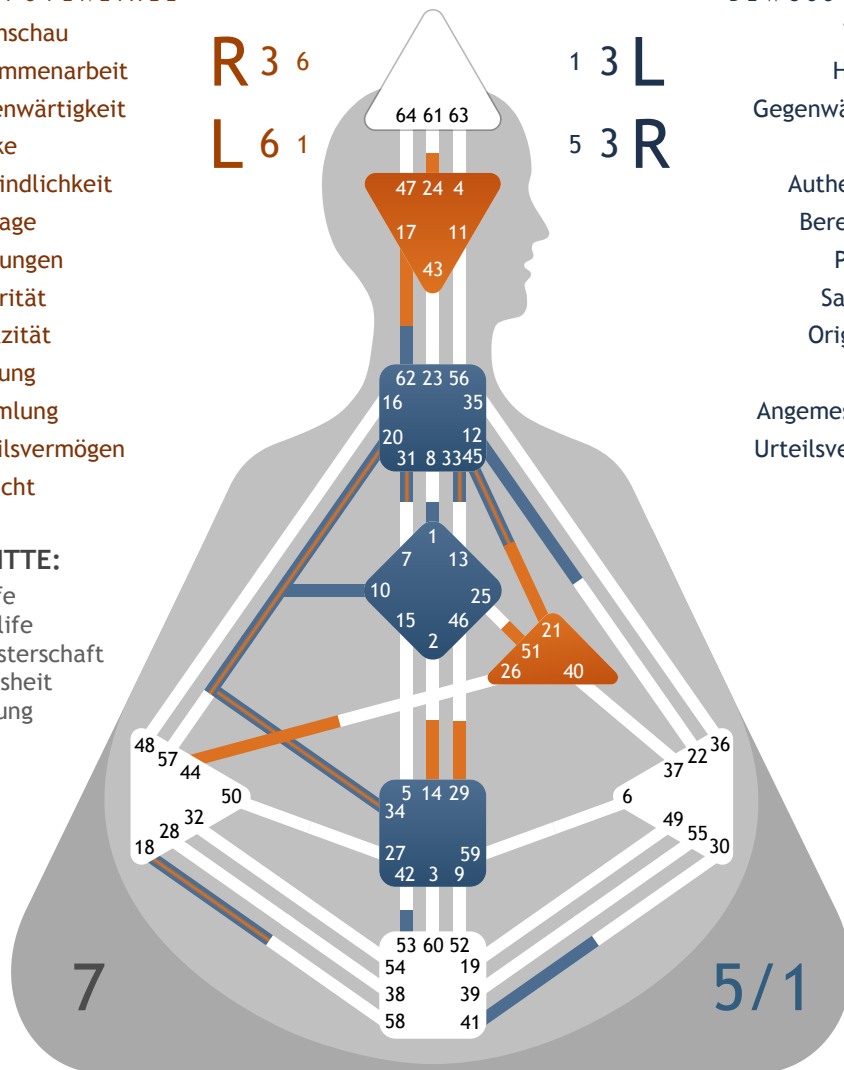 nschau
mmenarbeit
enwärtigkeit
ke
indlichkeit
age
ungen
rität
zität
ung
mlung
ilsvermögen
cht
ITTE:
fe
life
sterschaft
sheit
ung
R 3 6
L 6 1
1 3 L
5 3 R
H
Gegenwä
Authe
Bere
P
Sa
Orig
Angemes
Urteilsve
64 61 63
47 24 4
17 11
43
62 23 56
16 35
20 12
31 8 33 45
1
7 13
10 25
15 46
2
21
51
26 40
48
57
44
50
32
28
18
36
22
37
6
49
55
30
5 14 29
34
27 59
42 3 9
53 60 52
54 19
38 39
58 41
7
5/1